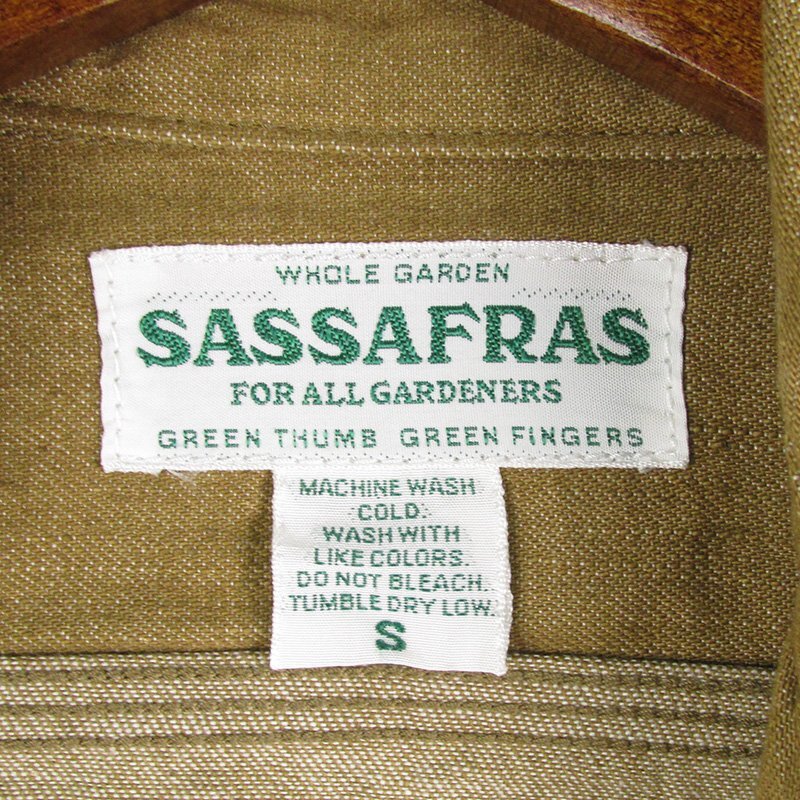 WHOLE GARDEN
SASSAFRAS
FOR ALL GARDENERS
GREEN THUMB GREEN FINGERS
MACHINE WASH
COLD.
WASH WITH
LIKE COLORS.
DO NOT BLEACH.
TUMBLE DRY LOW.
S